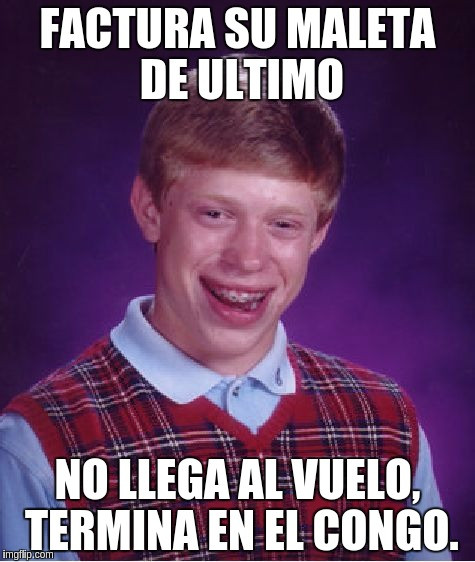 FACTURA SU MALETA
DE ULTIMO
NO LLEGA AL VUELO,
TERMINA EN EL CONGO.
imgflip.com